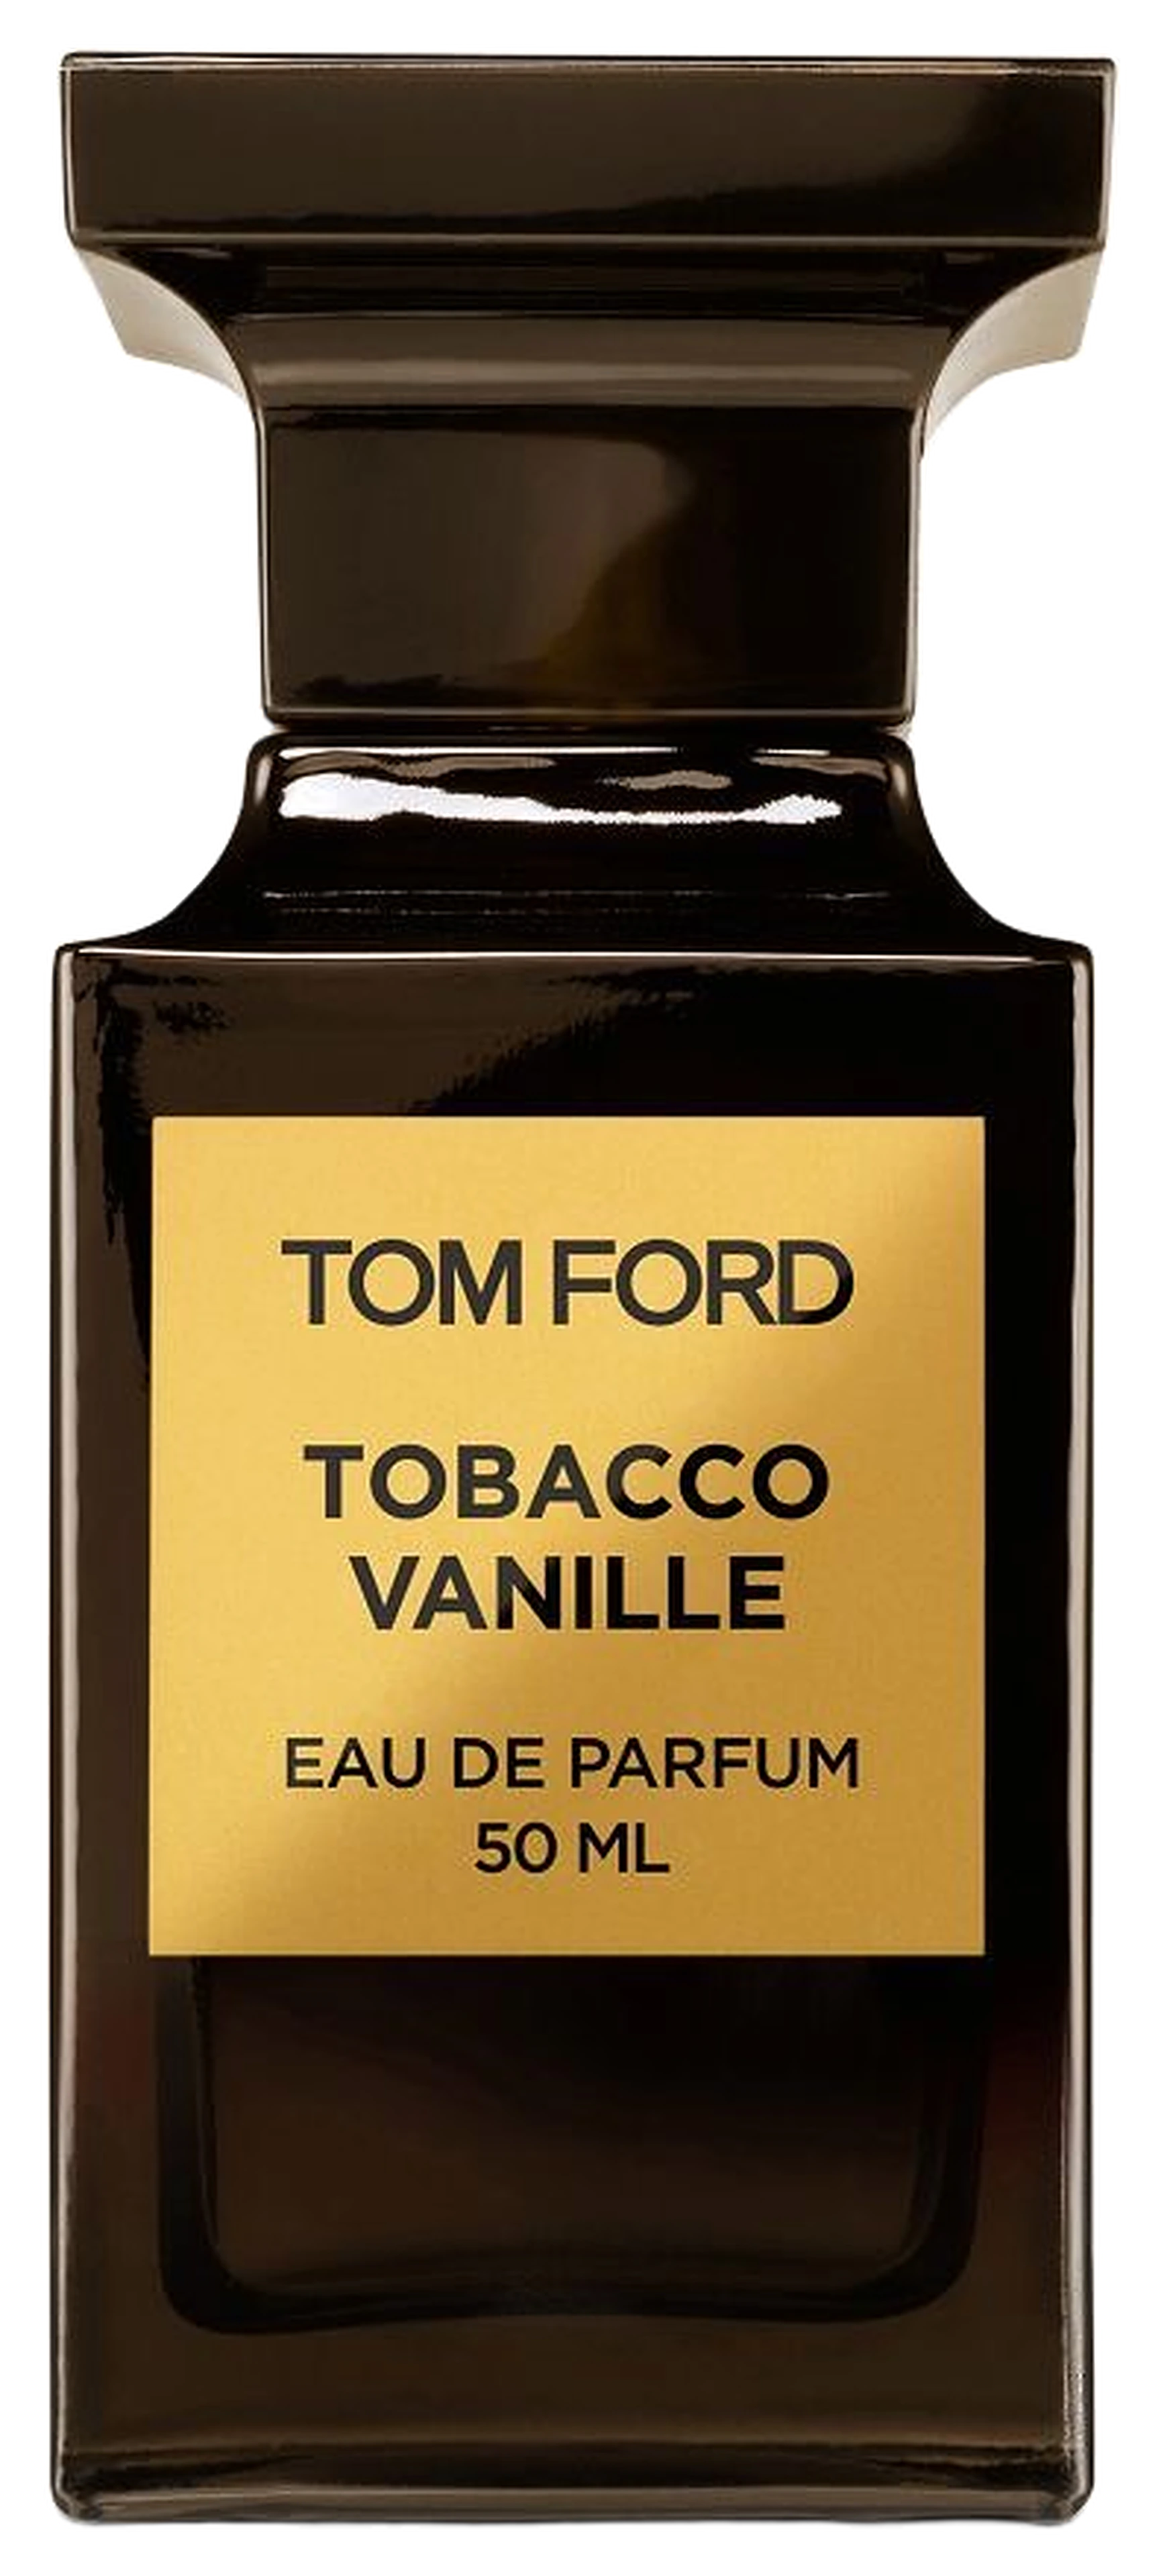 TOM FORD
TOBACCO
VANILLE
EAU DE PARFUM
50 ML